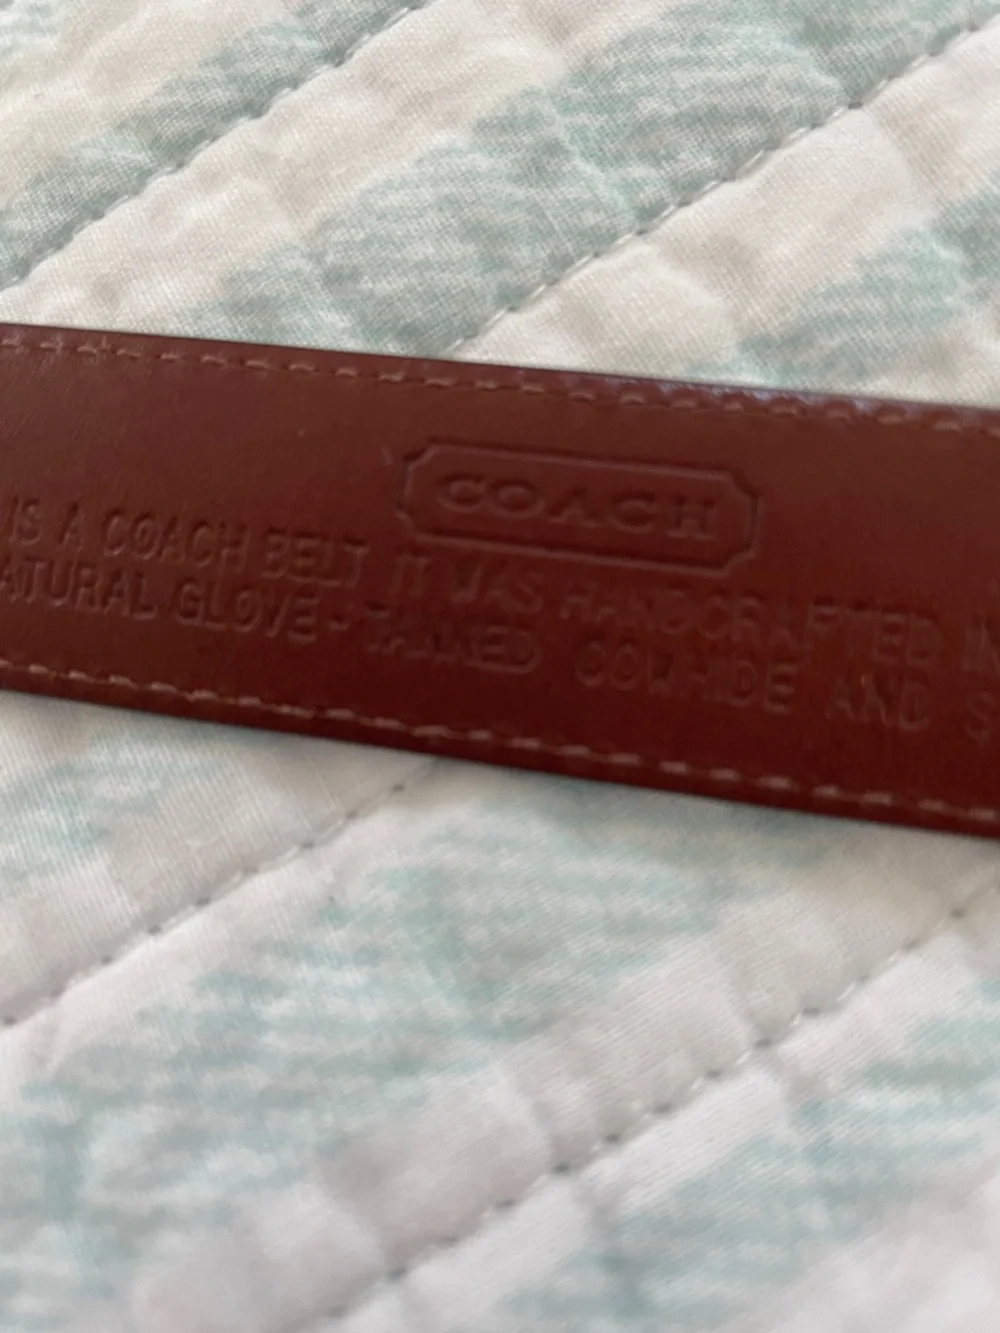 COACH
IS A COACH BELT IT WAS HANDCRAFTED IN
ATURAL GLOVE-TANNED COWHIDE AND S